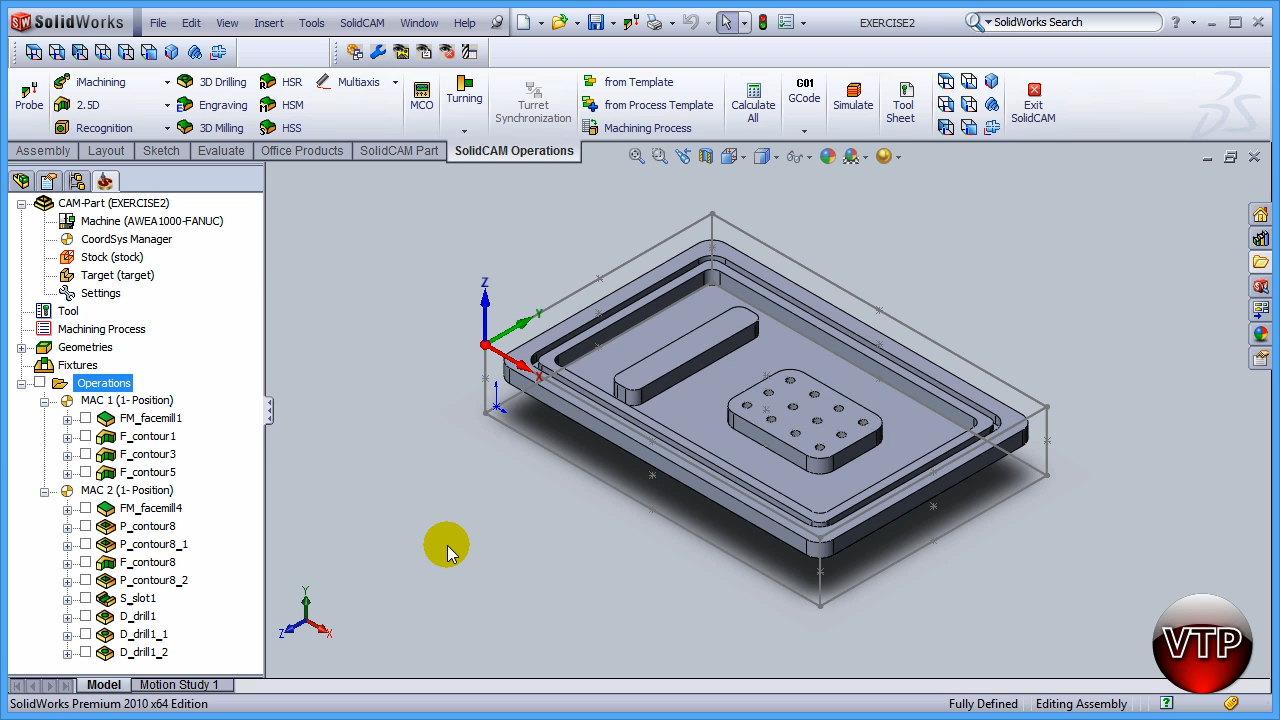 SolidWorks File Edit View Insert Tools SolidCAM Window Help EXERCISE2 SolidWorks Search
Probe
iMachining
2.5D
Recognition
3D Drilling
Engraving
3D Milling
HSR
HSM
HSS
Multiaxis
MCO
Turning
Turret
Synchronization
from Template
from Process Template
Machining Process
Calculate
All
G01
GCode
Simulate
Tool
Sheet
Exit
SolidCAM
Assembly Layout Sketch Evaluate Office Products SolidCAM Part SolidCAM Operations
CAM-Part (EXERCISE2)
Machine (AWEA1000-FANUC)
CoordSys Manager
Stock (stock)
Target (target)
Settings
Tool
Machining Process
Geometries
Fixtures
Operations
MAC 1 (1- Position)
FM_facemill1
F_contour1
F_contour3
F_contour5
MAC 2 (1- Position)
FM_facemill4
P_contour8
P_contour8_1
F_contour8
P_contour8_2
S_slot1
D_drill1
D_drill1_1
D_drill1_2
Z
Y
X
Y
Z X
VTP
Model Motion Study 1
SolidWorks Premium 2010 x64 Edition Fully Defined Editing Assembly